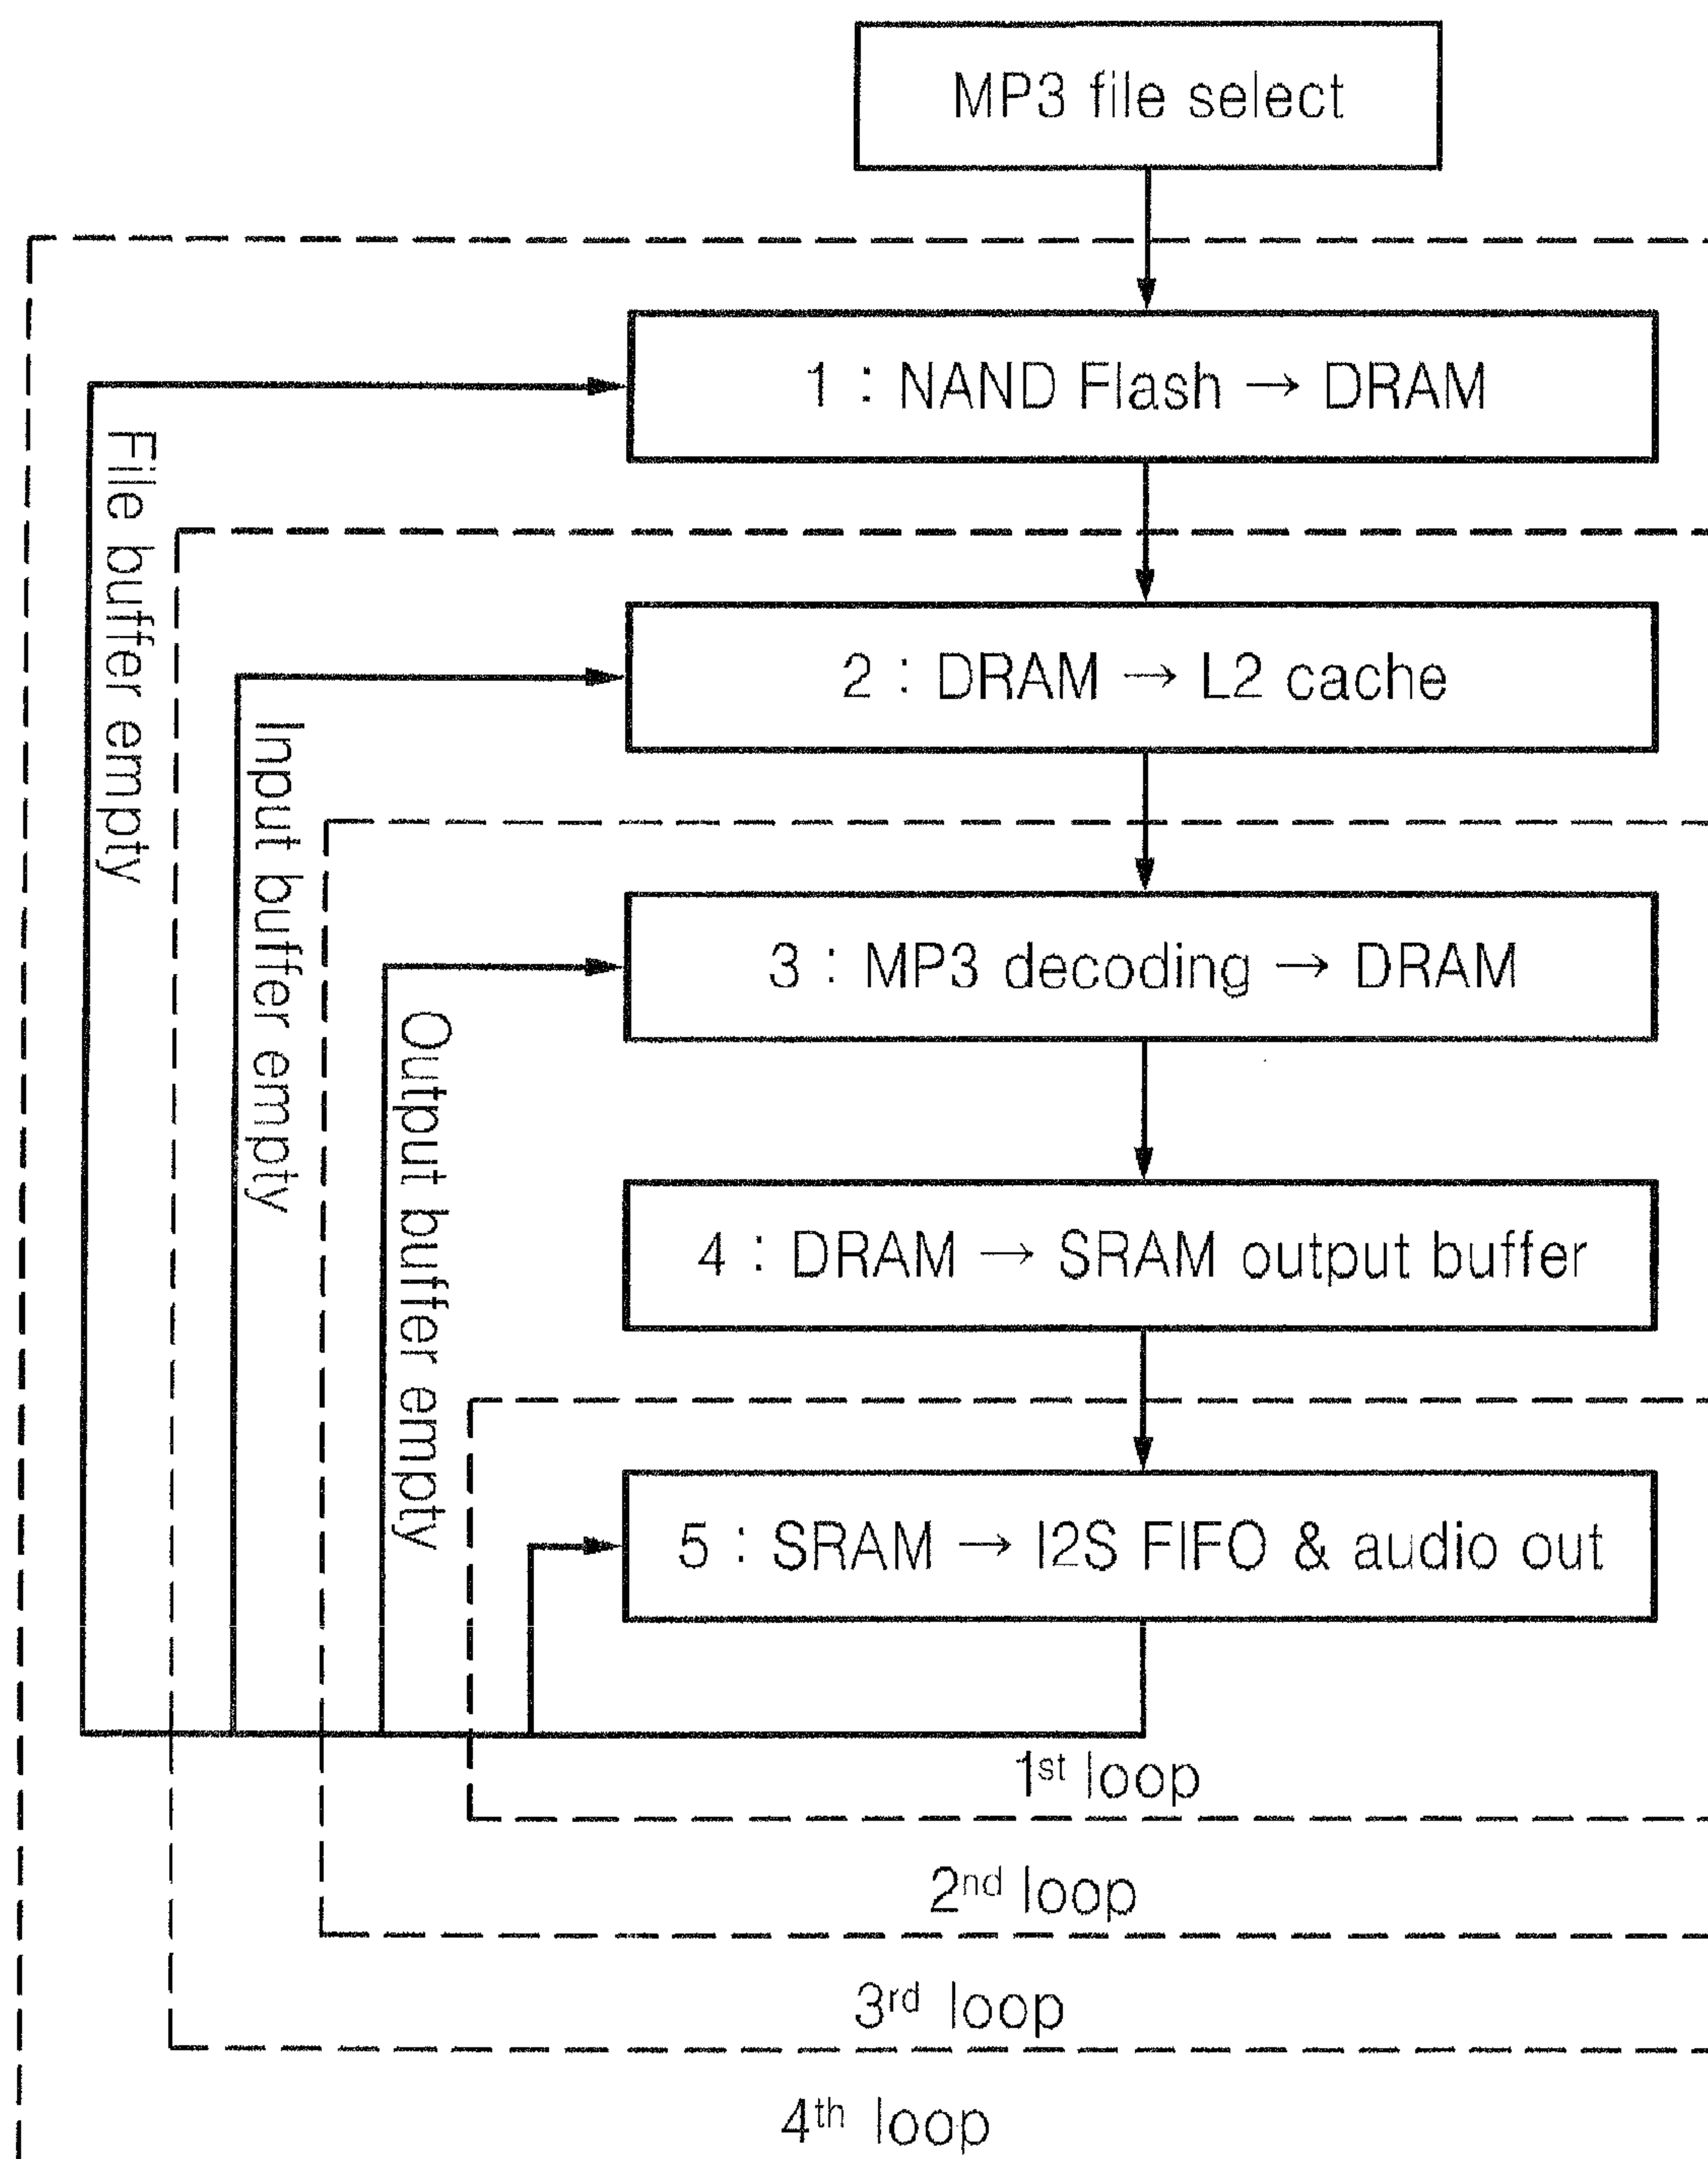 MP3 file select
1 : NAND Flash → DRAM
File buffer empty
2 : DRAM → L2 cache
Input buffer empty
3 : MP3 decoding → DRAM
Output buffer empty
4 : DRAM → SRAM output buffer
5 : SRAM → I2S FIFO & audio out
1st loop
2nd loop
3rd loop
4th loop